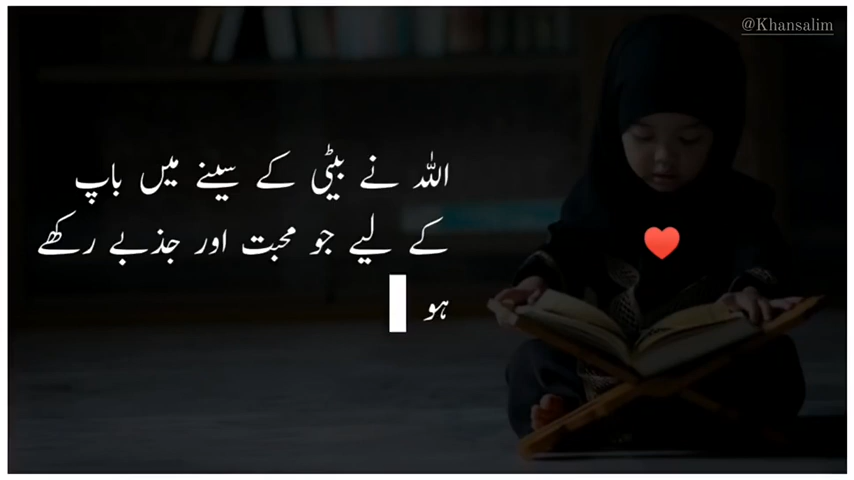 @Khansalim
اللہ نے بیٹی کے سینے میں باپ
کے لیے جو محبت اور جذبے رکھے
ہو